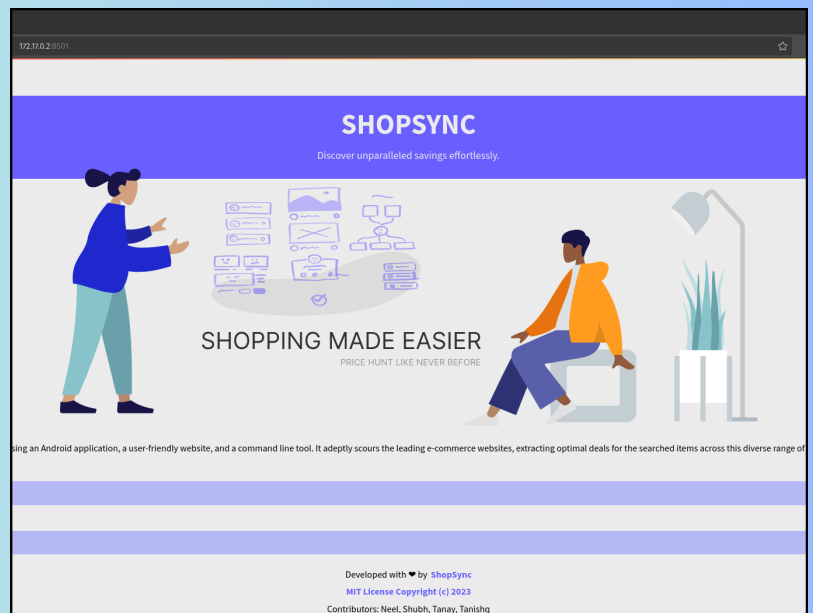 172.17.0.2:8501
SHOPSYNC
Discover unparalleled savings effortlessly.
SHOPPING MADE EASIER
PRICE HUNT LIKE NEVER BEFORE
sing an Android application, a user-friendly website, and a command line tool. It adeptly scours the leading e-commerce websites, extracting optimal deals for the searched items across this diverse range of
Developed with ❤ by ShopSync
MIT License Copyright (c) 2023
Contributors: Neel, Shubh, Tanay, Tanishq